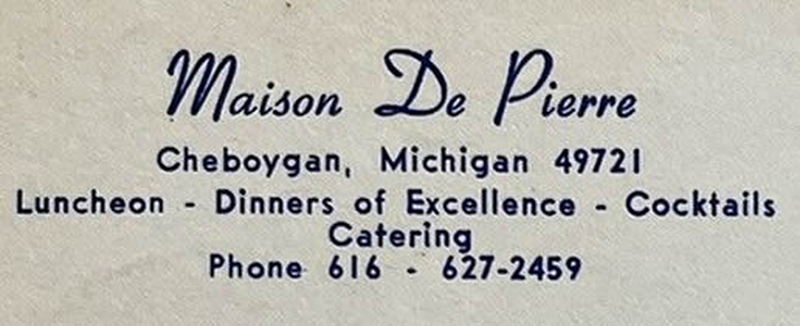 Maison De Pierre
Cheboygan, Michigan 49721
Luncheon - Dinners of Excellence - Cocktails
Catering
Phone 616 - 627-2459